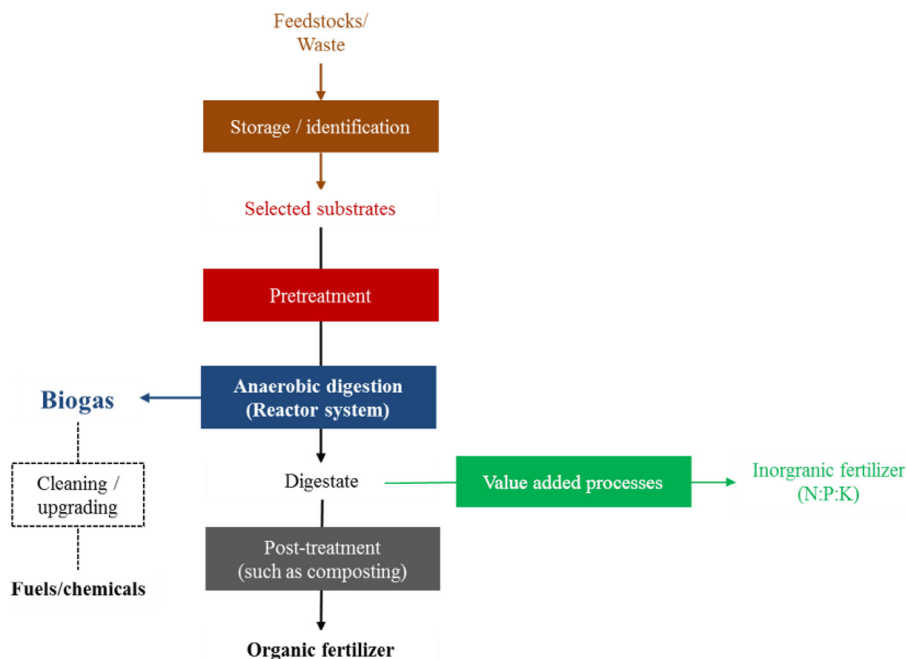 Feedstocks/
Waste
Storage / identification
Selected substrates
Pretreatment
Anaerobic digestion
(Reactor system)
Biogas
Cleaning /
upgrading
Fuels/chemicals
Digestate
Value added processes
Inorgranic fertilizer
(N:P:K)
Post-treatment
(such as composting)
Organic fertilizer